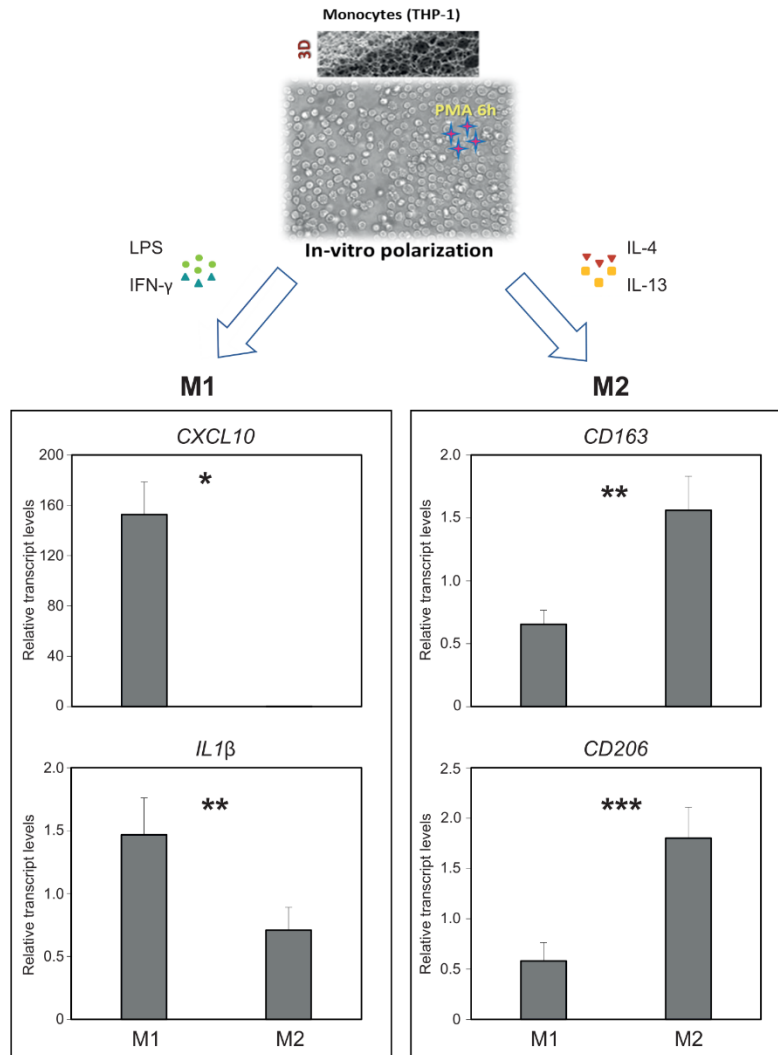 Monocytes (THP-1)
3D
PMA 6h
In-vitro polarization
LPS
IFN-γ
IL-4
IL-13
M1
M2
CXCL10
Relative transcript levels
200
160
120
80
40
0
*
CD163
Relative transcript levels
2.0
1.5
1.0
0.5
0
**
IL1β
Relative transcript levels
2.0
1.5
1.0
0.5
0
**
M1
M2
CD206
Relative transcript levels
2.5
2.0
1.5
1.0
0.5
0
***
M1
M2